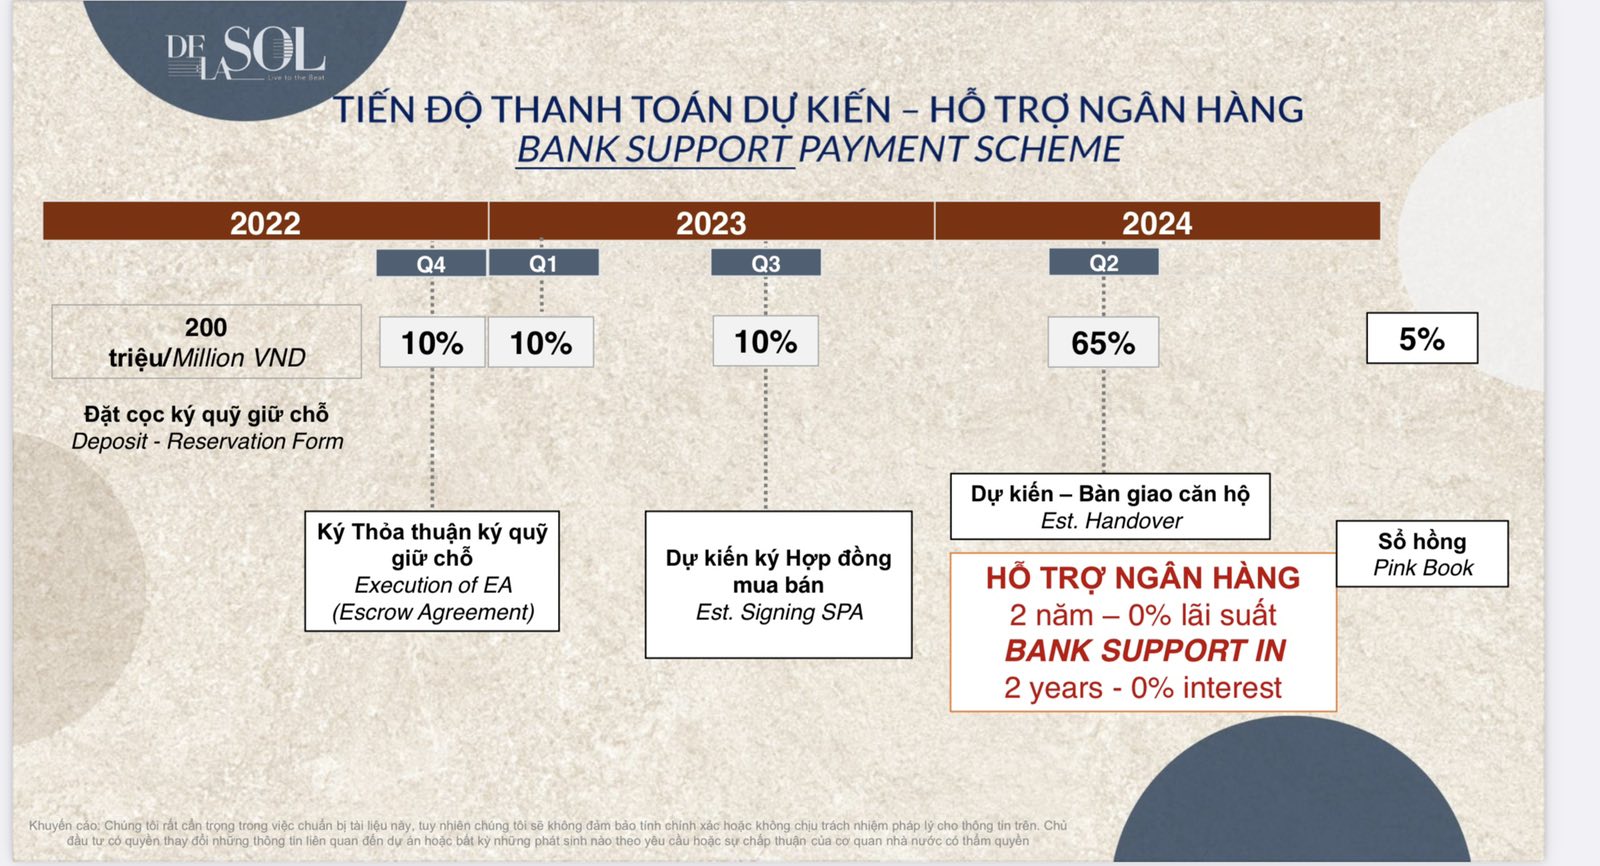 DE LA SOL
Live to the Beat
TIẾN ĐỘ THANH TOÁN DỰ KIẾN – HỖ TRỢ NGÂN HÀNG
BANK SUPPORT PAYMENT SCHEME
2022
2023
2024
Q4
Q1
Q3
Q2
200
triệu/Million VND
10%
10%
10%
65%
5%
Đặt cọc ký quỹ giữ chỗ
Deposit - Reservation Form
Ký Thỏa thuận ký quỹ
giữ chỗ
Execution of EA
(Escrow Agreement)
Dự kiến ký Hợp đồng
mua bán
Est. Signing SPA
Dự kiến – Bàn giao căn hộ
Est. Handover
HỖ TRỢ NGÂN HÀNG
2 năm – 0% lãi suất
BANK SUPPORT IN
2 years - 0% interest
Sổ hồng
Pink Book
Khuyến cáo: Chúng tôi rất cẩn trọng trong việc chuẩn bị tài liệu này, tuy nhiên chúng tôi sẽ không đảm bảo tính chính xác hoặc không chịu trách nhiệm pháp lý cho thông tin trên. Chủ
đầu tư có quyền thay đổi những thông tin liên quan đến dự án hoặc bất kỳ những phát sinh nào theo yêu cầu hoặc sự chấp thuận của cơ quan nhà nước có thẩm quyền